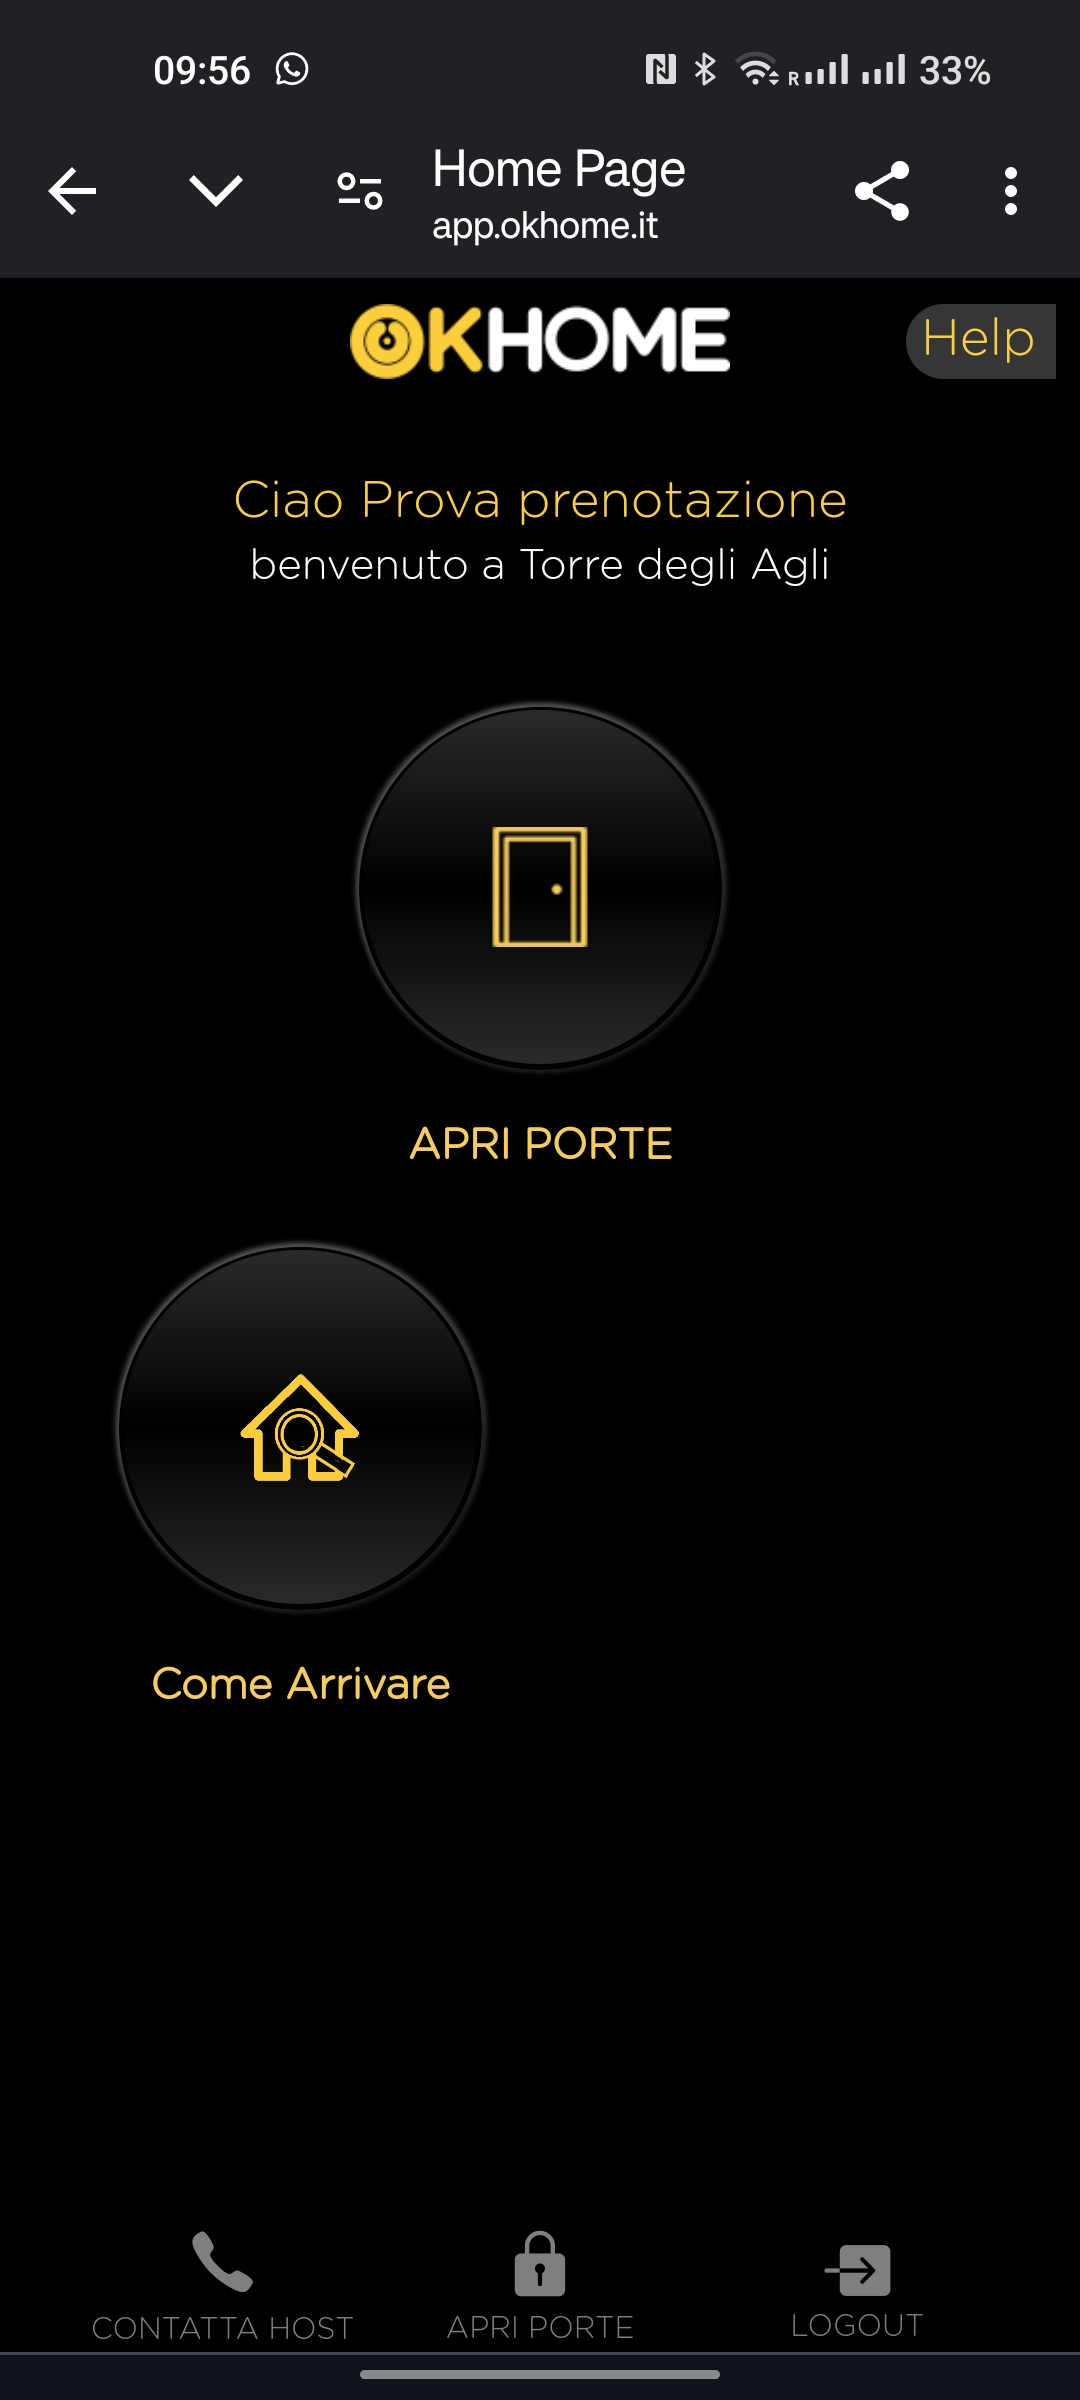 09:56
R
33%
Home Page
app.okhome.it
OKHOME
Help
Ciao Prova prenotazione
benvenuto a Torre degli Agli
APRI PORTE
Come Arrivare
CONTATTA HOST
APRI PORTE
LOGOUT